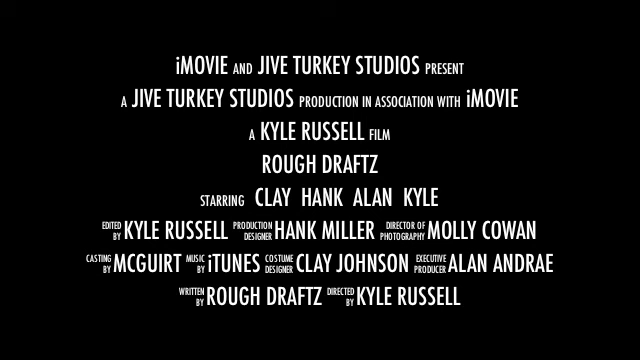 iMOVIE AND JIVE TURKEY STUDIOS PRESENT
A JIVE TURKEY STUDIOS PRODUCTION IN ASSOCIATION WITH iMOVIE
A KYLE RUSSELL FILM
ROUGH DRAFTZ
STARRING CLAY HANK ALAN KYLE
EDITED BY KYLE RUSSELL PRODUCTION DESIGNER HANK MILLER DIRECTOR OF PHOTOGRAPHY MOLLY COWAN
CASTING BY MCGUIRT MUSIC BY iTUNES COSTUME DESIGNER CLAY JOHNSON EXECUTIVE PRODUCER ALAN ANDRAE
WRITTEN BY ROUGH DRAFTZ DIRECTED BY KYLE RUSSELL